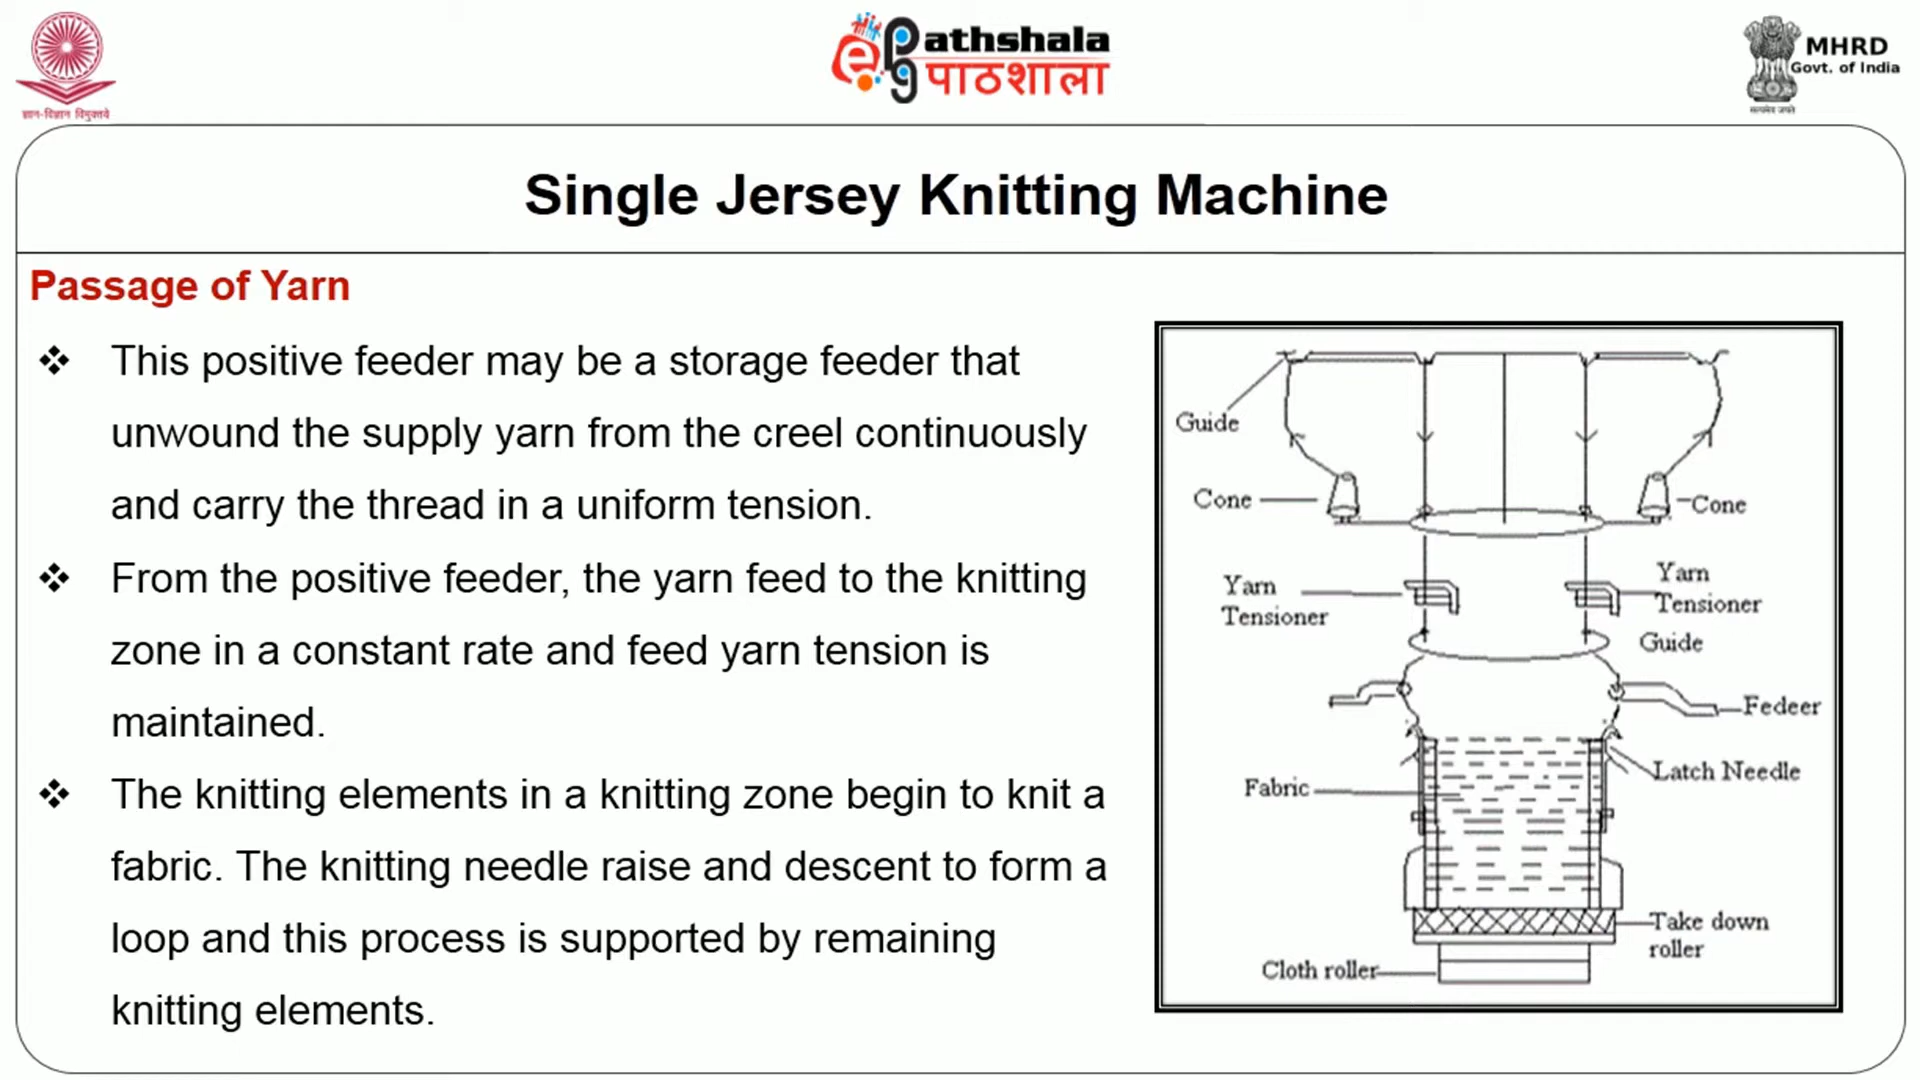 ज्ञान-विज्ञान विमुक्तये
ePathshala
पाठशाला
MHRD
Govt. of India
सत्यमेव जयते
Single Jersey Knitting Machine
Passage of Yarn
❖ This positive feeder may be a storage feeder that
unwound the supply yarn from the creel continuously
and carry the thread in a uniform tension.
❖ From the positive feeder, the yarn feed to the knitting
zone in a constant rate and feed yarn tension is
maintained.
❖ The knitting elements in a knitting zone begin to knit a
fabric. The knitting needle raise and descent to form a
loop and this process is supported by remaining
knitting elements.
Guide
Cone
Cone
Yarn
Tensioner
Yarn
Tensioner
Guide
Fedeer
Latch Needle
Fabric
Take down
roller
Cloth roller